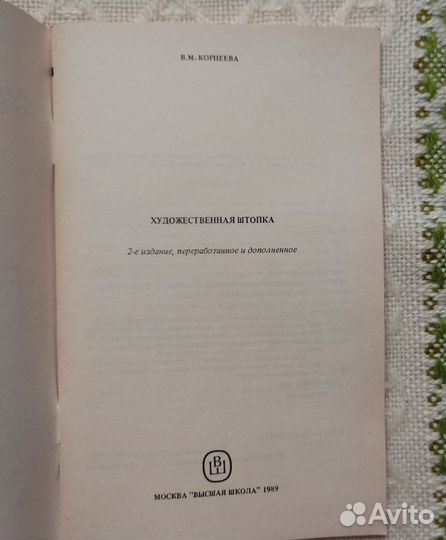 В.М. КОРНЕЕВА
ХУДОЖЕСТВЕННАЯ ШТОПКА
2-е издание, переработанное и дополненное
ВШ
МОСКВА "ВЫСШАЯ ШКОЛА" 1989
Avito